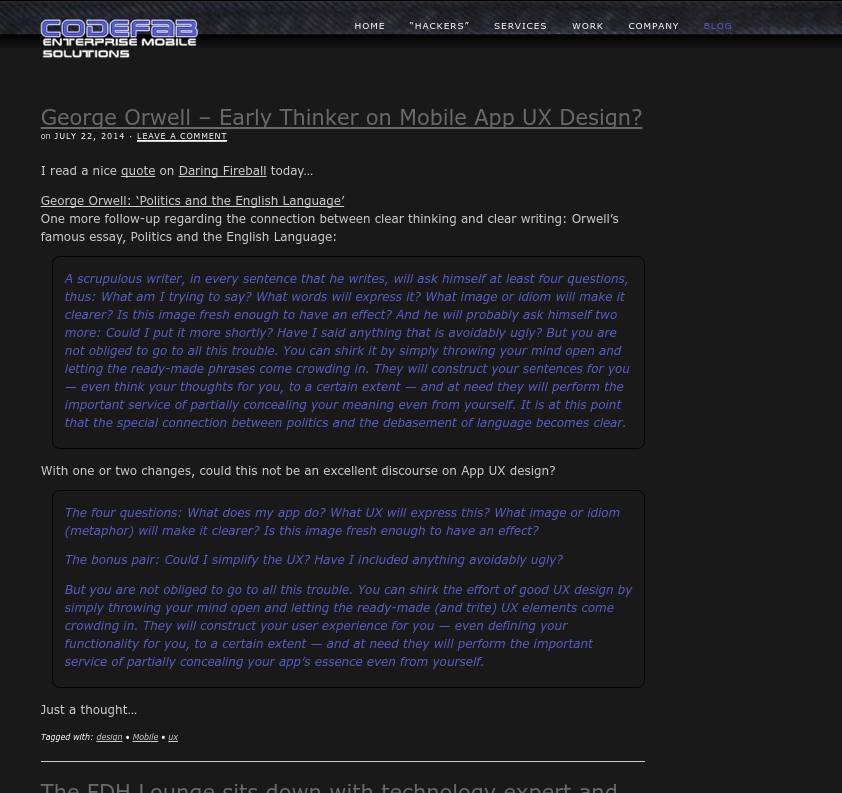 CODEFAB
ENTERPRISE MOBILE
SOLUTIONS
HOME "HACKERS" SERVICES WORK COMPANY BLOG
George Orwell – Early Thinker on Mobile App UX Design?
on JULY 22, 2014 · LEAVE A COMMENT
I read a nice quote on Daring Fireball today…
George Orwell: ‘Politics and the English Language’
One more follow-up regarding the connection between clear thinking and clear writing: Orwell’s
famous essay, Politics and the English Language:
A scrupulous writer, in every sentence that he writes, will ask himself at least four questions,
thus: What am I trying to say? What words will express it? What image or idiom will make it
clearer? Is this image fresh enough to have an effect? And he will probably ask himself two
more: Could I put it more shortly? Have I said anything that is avoidably ugly? But you are
not obliged to go to all this trouble. You can shirk it by simply throwing your mind open and
letting the ready-made phrases come crowding in. They will construct your sentences for you
— even think your thoughts for you, to a certain extent — and at need they will perform the
important service of partially concealing your meaning even from yourself. It is at this point
that the special connection between politics and the debasement of language becomes clear.
With one or two changes, could this not be an excellent discourse on App UX design?
The four questions: What does my app do? What UX will express this? What image or idiom
(metaphor) will make it clearer? Is this image fresh enough to have an effect?
The bonus pair: Could I simplify the UX? Have I included anything avoidably ugly?
But you are not obliged to go to all this trouble. You can shirk the effort of good UX design by
simply throwing your mind open and letting the ready-made (and trite) UX elements come
crowding in. They will construct your user experience for you — even defining your
functionality for you, to a certain extent — and at need they will perform the important
service of partially concealing your app’s essence even from yourself.
Just a thought…
Tagged with: design • Mobile • ux
The FDH Lounge sits down with technology expert and